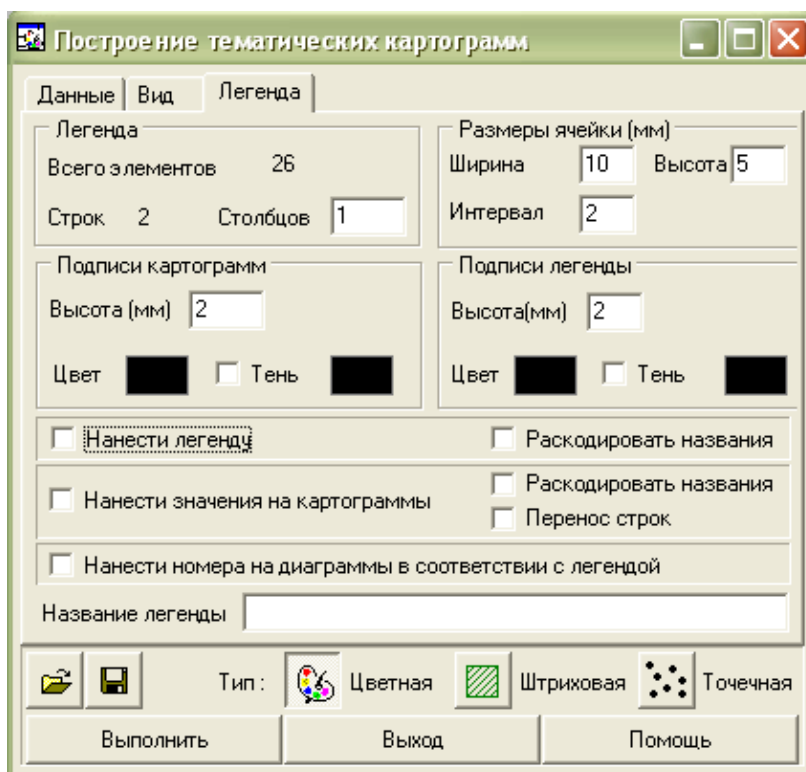 Построение тематических картограмм
Данные Вид Легенда
Легенда
Всего элементов 26
Строк 2 Столбцов 1
Размеры ячейки (мм)
Ширина 10 Высота 5
Интервал 2
Подписи картограмм
Высота (мм) 2
Цвет Тень
Подписи легенды
Высота(мм) 2
Цвет Тень
Нанести легенду Раскодировать названия
Нанести значения на картограммы Раскодировать названия
Перенос строк
Нанести номера на диаграммы в соответствии с легендой
Название легенды
Тип : Цветная Штриховая Точечная
Выполнить Выход Помощь